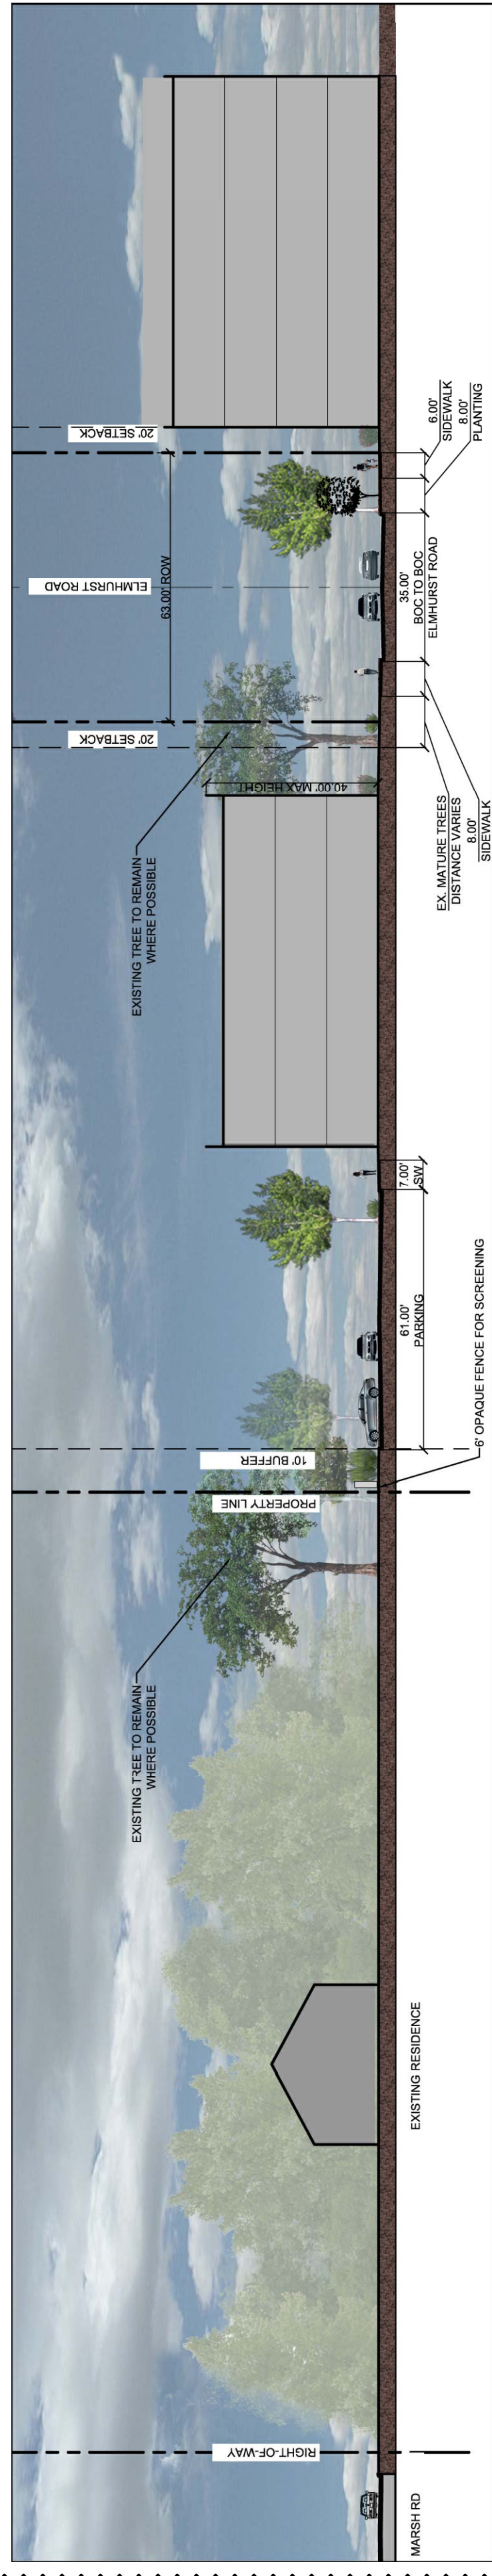 MARSH RD
RIGHT-OF-WAY
EXISTING RESIDENCE
EXISTING TREE TO REMAIN
WHERE POSSIBLE
PROPERTY LINE
10' BUFFER
6' OPAQUE FENCE FOR SCREENING
61.00'
PARKING
7.00'
SW
EXISTING TREE TO REMAIN
WHERE POSSIBLE
40.00' MAX HEIGHT
20' SETBACK
EX. MATURE TREES
DISTANCE VARIES
8.00'
SIDEWALK
63.00' ROW
ELMHURST ROAD
35.00'
BOC TO BOC
ELMHURST ROAD
20' SETBACK
6.00'
SIDEWALK
8.00'
PLANTING